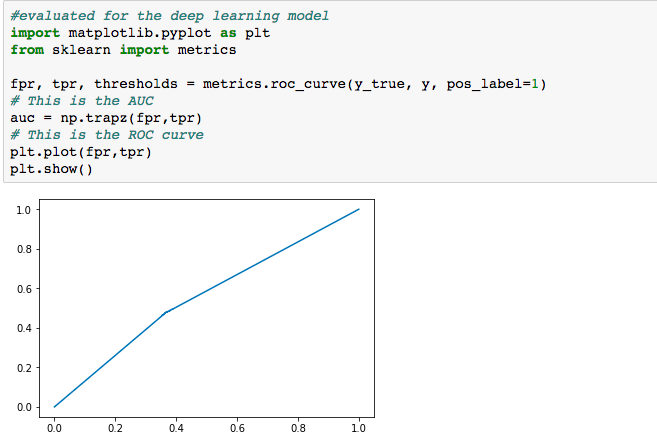 #evaluated for the deep learning model
import matplotlib.pyplot as plt
from sklearn import metrics
fpr, tpr, thresholds = metrics.roc_curve(y_true, y, pos_label=1)
# This is the AUC
auc = np.trapz(fpr,tpr)
# This is the ROC curve
plt.plot(fpr,tpr)
plt.show()
1.0
0.8
0.6
0.4
0.2
0.0
0.0 0.2 0.4 0.6 0.8 1.0